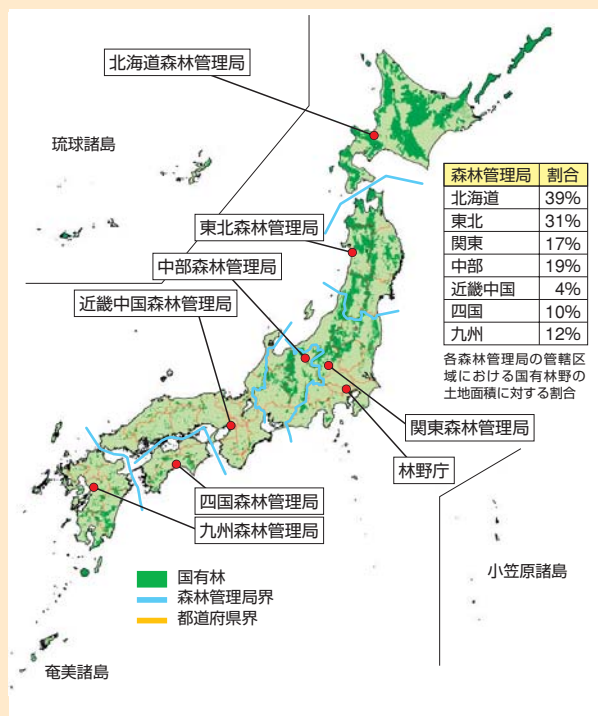 北海道森林管理局
琉球諸島
東北森林管理局
中部森林管理局
近畿中国森林管理局
森林管理局 割合
北海道 39%
東北 31%
関東 17%
中部 19%
近畿中国 4%
四国 10%
九州 12%
各森林管理局の管轄区
域における国有林野の
土地面積に対する割合
関東森林管理局
林野庁
四国森林管理局
九州森林管理局
小笠原諸島
国有林
森林管理局界
都道府県界
奄美諸島